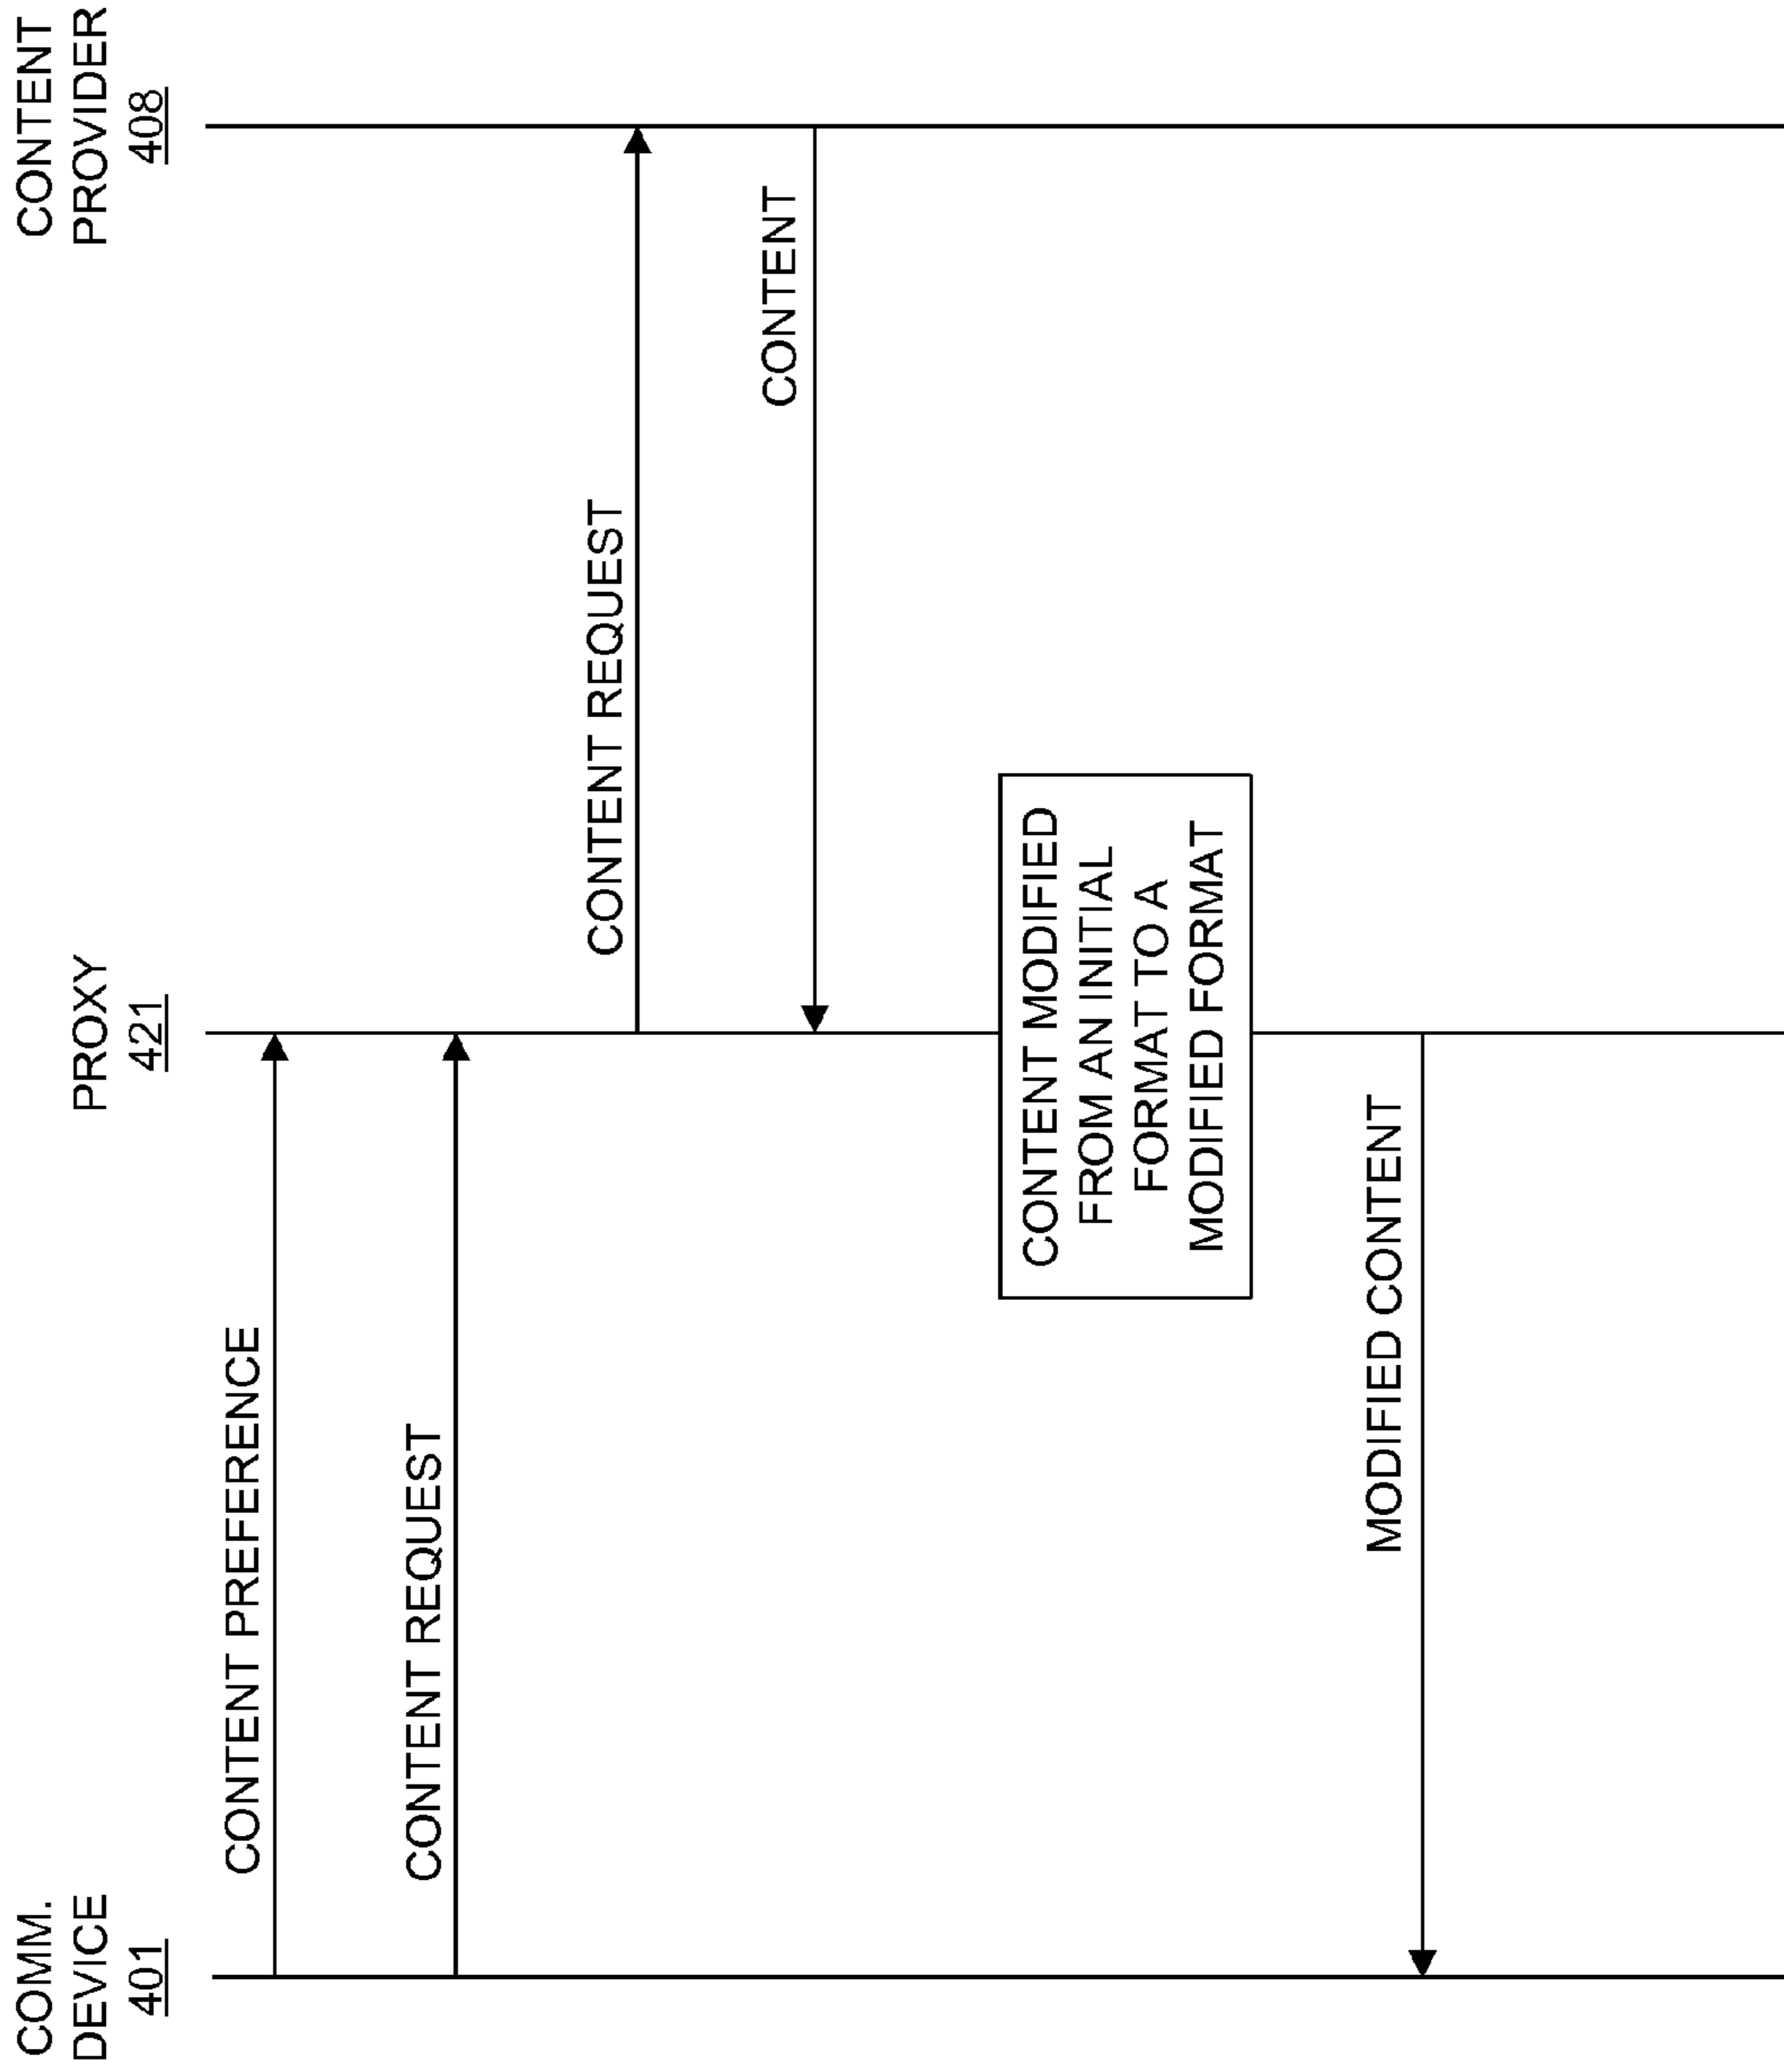 COMM.
DEVICE
401
PROXY
421
CONTENT
PROVIDER
408
CONTENT PREFERENCE
CONTENT REQUEST
CONTENT REQUEST
CONTENT
CONTENT MODIFIED
FROM AN INITIAL
FORMAT TO A
MODIFIED FORMAT
MODIFIED CONTENT